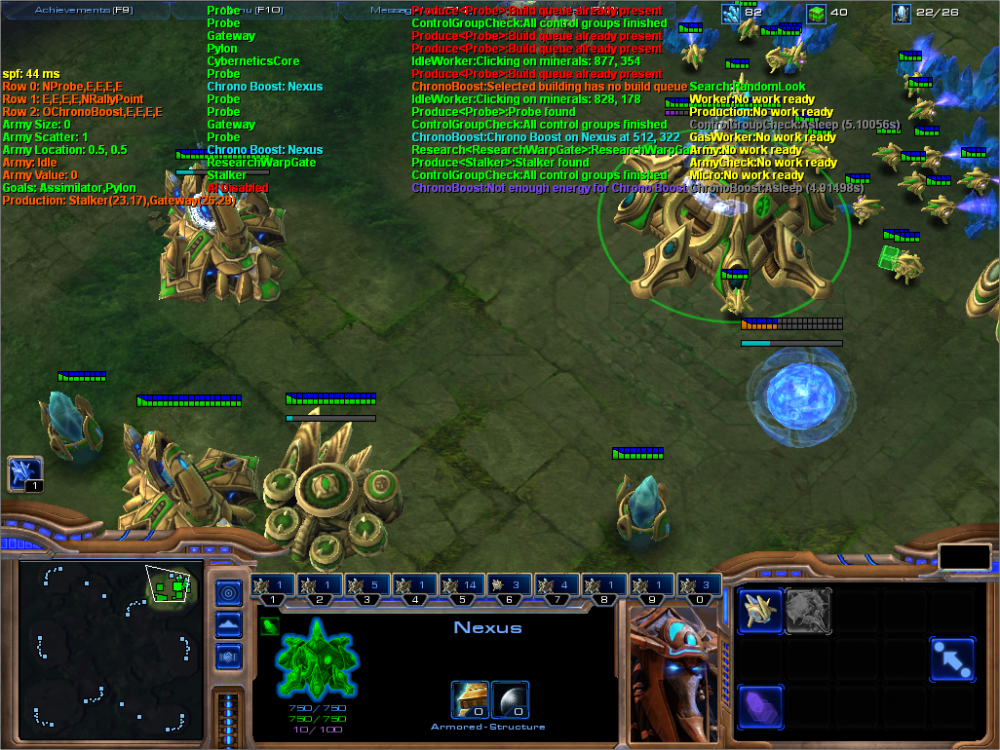 Achievements (F9)
Menu (F10)
82
40
22/26
spf: 44 ms
Row 0: NProbe,E,E,E,E
Row 1: E,E,E,E,NRallyPoint
Row 2: OChronoBoost,E,E,E,E
Army Size: 0
Army Scatter: 1
Army Location: 0.5, 0.5
Army: Idle
Army Value: 0
Goals: Assimilator,Pylon
Production: Stalker(23.17),Gateway(26.29)
Probe
Probe
Gateway
Pylon
CyberneticsCore
Probe
Chrono Boost: Nexus
Probe
Probe
Gateway
Probe
Chrono Boost: Nexus
ResearchWarpGate
Stalker
AI Disabled
Produce<Probe>:Build queue already present
ControlGroupCheck:All control groups finished
Produce<Probe>:Build queue already present
Produce<Probe>:Build queue already present
IdleWorker:Clicking on minerals: 877, 354
Produce<Probe>:Build queue already present
ChronoBoost:Selected building has no build queue
IdleWorker:Clicking on minerals: 828, 178
Produce<Probe>:Probe found
ControlGroupCheck:All control groups finished
ChronoBoost:Chrono Boost on Nexus at 512, 322
Research<ResearchWarpGate>:ResearchWarpGa
Produce<Stalker>:Stalker found
ControlGroupCheck:All control groups finished
ChronoBoost:Not enough energy for Chrono Boost
Search:RandomLook
Worker:No work ready
Production:No work ready
ControlGroupCheck:Asleep (5.10056s)
GasWorker:No work ready
Army:No work ready
ArmyCheck:No work ready
Micro:No work ready
ChronoBoost:Asleep (4.91498s)
1
1 1 5 1 14 3 4 1 1 3
1 2 3 4 5 6 7 8 9 0
Nexus
750/750
750/750
10/100
0 0
Armored-Structure